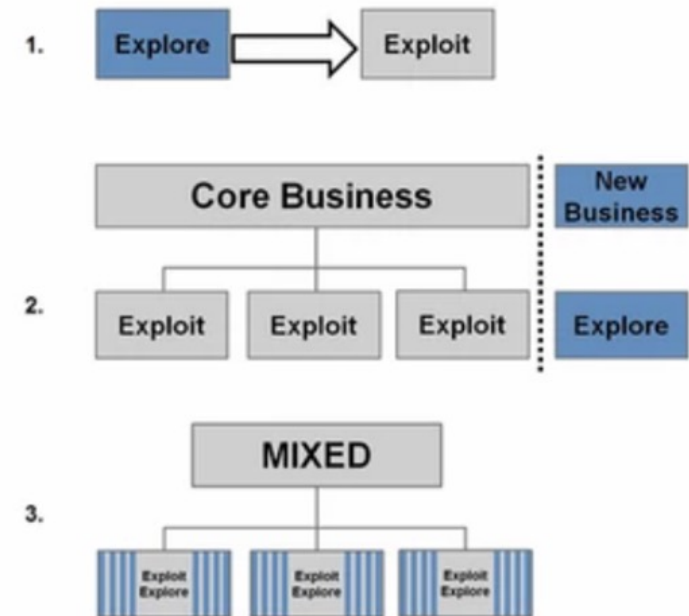 1.
Explore
Exploit
Core Business
New
Business
2.
Exploit
Exploit
Exploit
Explore
MIXED
3.
Exploit
Explore
Exploit
Explore
Exploit
Explore